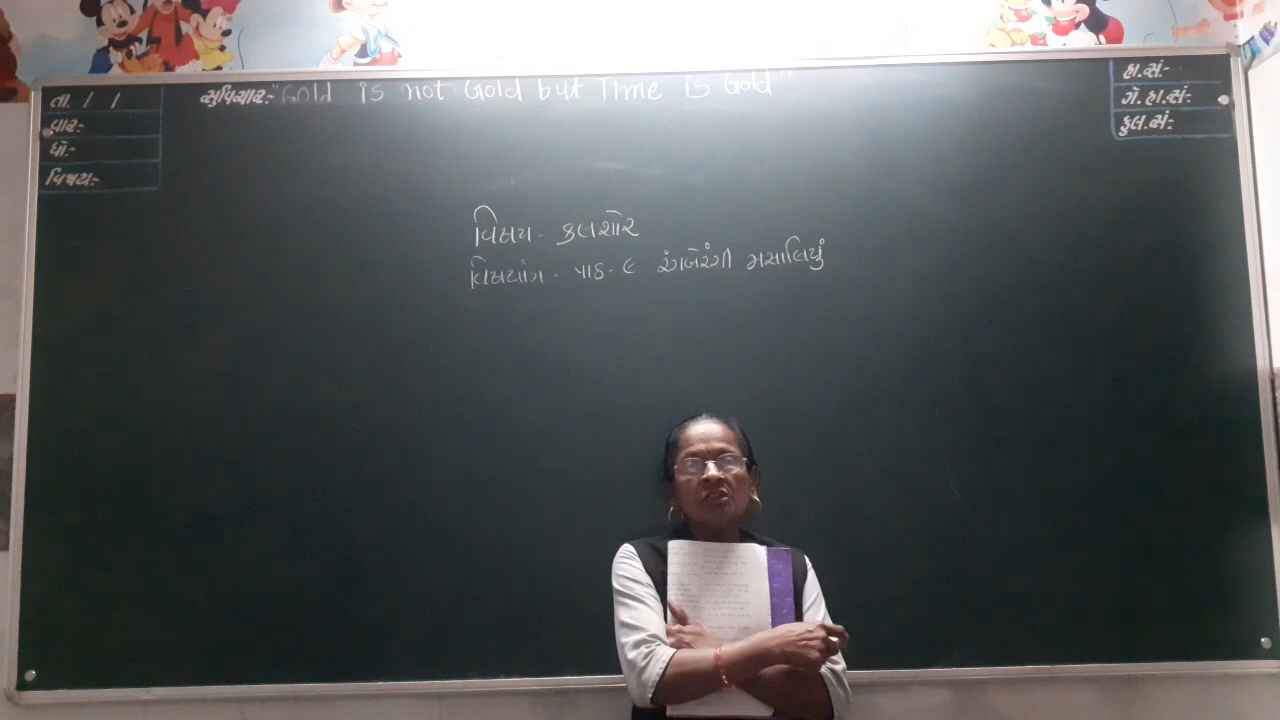 તા. / /
વાર:-
ધો:-
વિષય:-
સુવિચાર:- "Gold is not Gold but Time is Gold"
હા.સં:-
ગે.હા.સં:-
કુલ.સં:-
વિષય - કલશોર
વિષયાંગ - પાઠ - ૯ રંગબેરંગી મસાલિયું